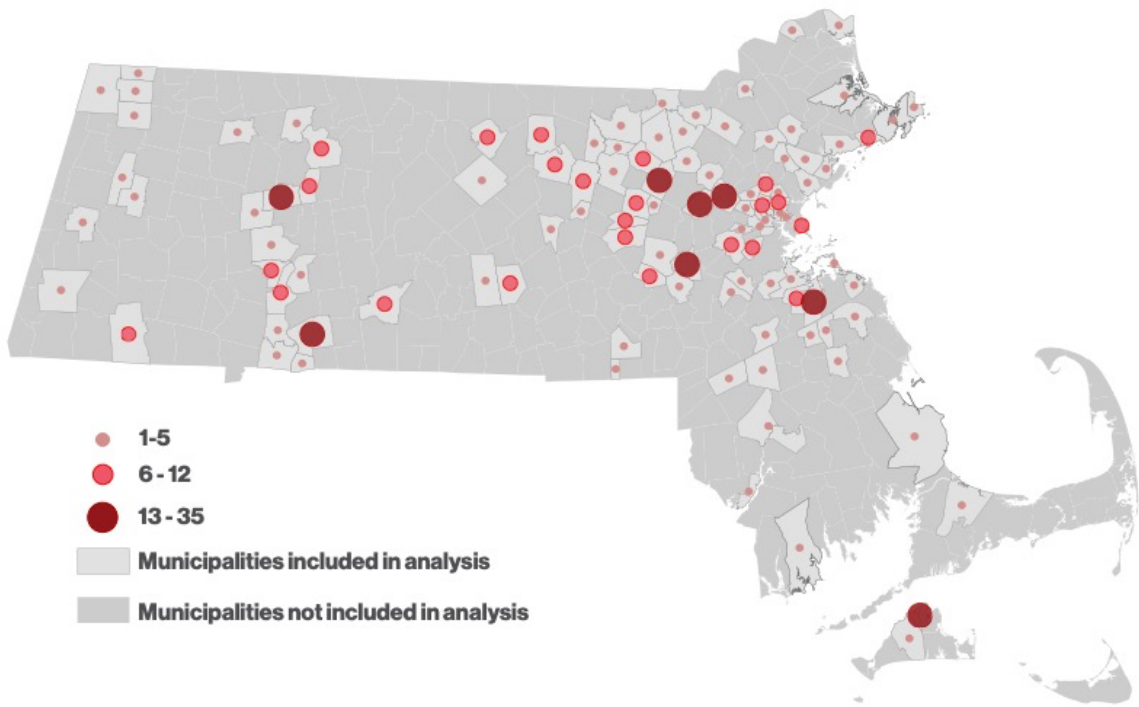 1-5
6 - 12
13 - 35
Municipalities included in analysis
Municipalities not included in analysis